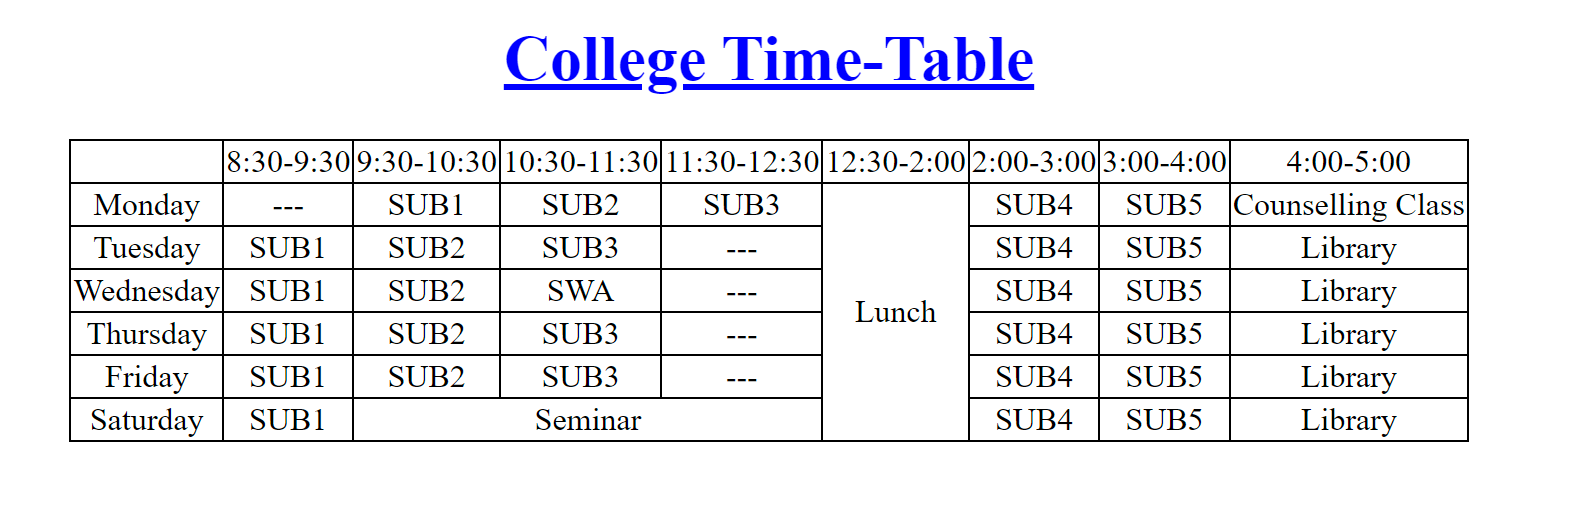 College Time-Table
8:30-9:30 9:30-10:30 10:30-11:30 11:30-12:30 12:30-2:00 2:00-3:00 3:00-4:00 4:00-5:00
Monday --- SUB1 SUB2 SUB3 SUB4 SUB5 Counselling Class
Tuesday SUB1 SUB2 SUB3 --- SUB4 SUB5 Library
Wednesday SUB1 SUB2 SWA --- SUB4 SUB5 Library
Lunch
Thursday SUB1 SUB2 SUB3 --- SUB4 SUB5 Library
Friday SUB1 SUB2 SUB3 --- SUB4 SUB5 Library
Saturday SUB1 Seminar SUB4 SUB5 Library